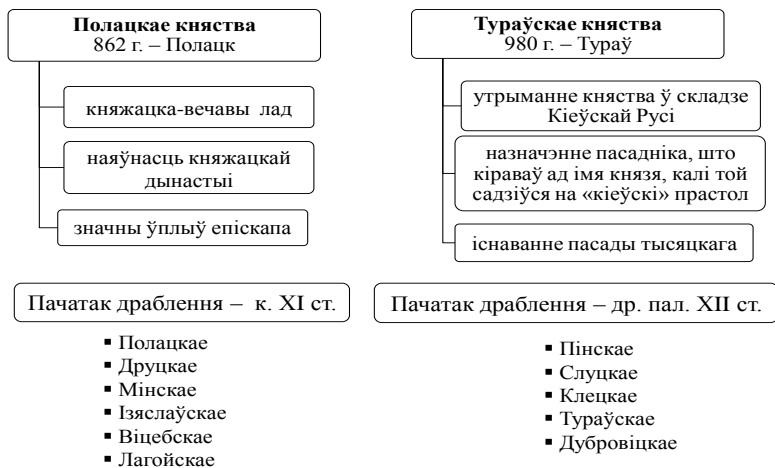 Полацкае княства
862 г. – Полацк
княжацка-вечавы лад
наяўнасць княжацкай
дынастыі
значны ўплыў епіскапа
Пачатак драблення – к. XI ст.
▪ Полацкае
▪ Друцкае
▪ Мінскае
▪ Ізяслаўскае
▪ Віцебскае
▪ Лагойскае
Тураўскае княства
980 г. – Тураў
утрыманне княства ў складзе
Кіеўскай Русі
назначэнне пасадніка, што
кіраваў ад імя князя, калі той
садзіўся на «кіеўскі» прастол
існаванне пасады тысяцкага
Пачатак драблення – др. пал. XII ст.
▪ Пінскае
▪ Слуцкае
▪ Клецкае
▪ Тураўскае
▪ Дубровіцкае